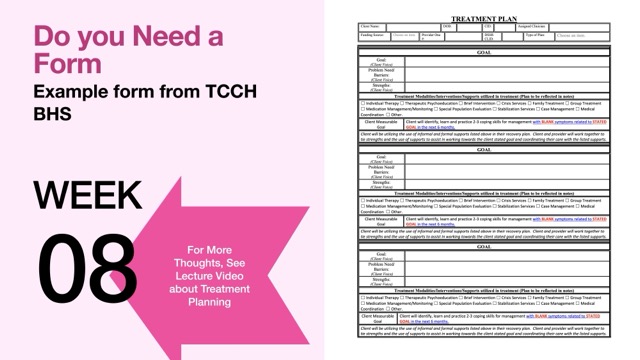 Do you Need a
Form
Example form from TCCH
BHS
WEEK
08
For More
Thoughts, See
Lecture Video
about Treatment
Planning
TREATMENT PLAN
Client Name:
DOB:
Assigned Clinician:
Funding Source:
Choose an item.
Type of Plan:
Choose an item.
GOAL
Goal:
(Client Voice)
Problem/Need/
Barriers:
(Client Voice)
Strengths:
(Client Voice)
Treatment Modalities/Interventions/Supports utilized in treatment (Plan to be reflected in notes)
☐ Individual Therapy ☐ Therapeutic Psychoeducation ☐ Brief Intervention ☐ Crisis Services ☐ Family Treatment ☐ Group Treatment
☐ Medication Management/Monitoring ☐ Special Population Evaluation ☐ Stabilization Services ☐ Case Management ☐ Medical
Coordination ☐ Other:
Client Measurable
Goal
Client will identify, learn and practice 2-3 coping skills for management with BLANK symptoms related to STATED
GOAL in the next 6 months.
Client will be utilizing the use of informal and formal supports listed above in their recovery plan. Client and provider will work together to
tie strengths and the use of supports to assist in working towards the client stated goal and coordinating their care with the listed supports.
GOAL
Goal:
(Client Voice)
Problem/Need/
Barriers:
(Client Voice)
Strengths:
(Client Voice)
Treatment Modalities/Interventions/Supports utilized in treatment (Plan to be reflected in notes)
☐ Individual Therapy ☐ Therapeutic Psychoeducation ☐ Brief Intervention ☐ Crisis Services ☐ Family Treatment ☐ Group Treatment
☐ Medication Management/Monitoring ☐ Special Population Evaluation ☐ Stabilization Services ☐ Case Management ☐ Medical
Coordination ☐ Other:
Client Measurable
Goal
Client will identify, learn and practice 2-3 coping skills for management with BLANK symptoms related to STATED
GOAL in the next 6 months.
Client will be utilizing the use of informal and formal supports listed above in their recovery plan. Client and provider will work together to
tie strengths and the use of supports to assist in working towards the client stated goal and coordinating their care with the listed supports.
GOAL
Goal:
(Client Voice)
Problem/Need/
Barriers:
(Client Voice)
Strengths:
(Client Voice)
Treatment Modalities/Interventions/Supports utilized in treatment (Plan to be reflected in notes)
☐ Individual Therapy ☐ Therapeutic Psychoeducation ☐ Brief Intervention ☐ Crisis Services ☐ Family Treatment ☐ Group Treatment
☐ Medication Management/Monitoring ☐ Special Population Evaluation ☐ Stabilization Services ☐ Case Management ☐ Medical
Coordination ☐ Other:
Client Measurable
Goal
Client will identify, learn and practice 2-3 coping skills for management with BLANK symptoms related to STATED
GOAL in the next 6 months.
Client will be utilizing the use of informal and formal supports listed above in their recovery plan. Client and provider will work together to
tie strengths and the use of supports to assist in working towards the client stated goal and coordinating their care with the listed supports.